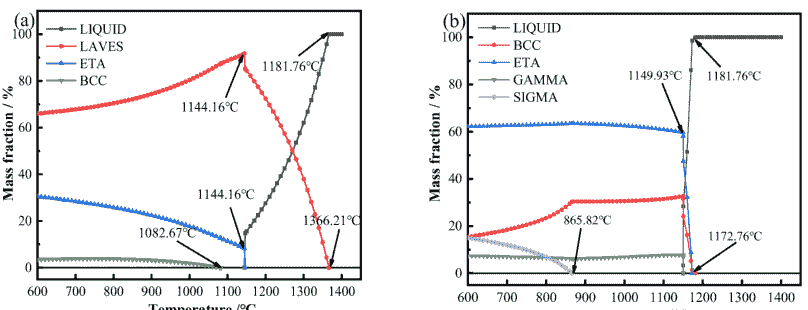 (a)
LIQUID
LAVES
ETA
BCC
1181.76°C
1144.16°C
1144.16°C
1082.67°C
1366.21°C
Mass fraction / %
100
80
60
40
20
0
600 700 800 900 1000 1100 1200 1300 1400
Temperature /°C
(b)
LIQUID
BCC
ETA
GAMMA
SIGMA
1149.93°C
1181.76°C
865.82°C
1172.76°C
Mass fraction / %
100
80
60
40
20
0
600 700 800 900 1000 1100 1200 1300 1400